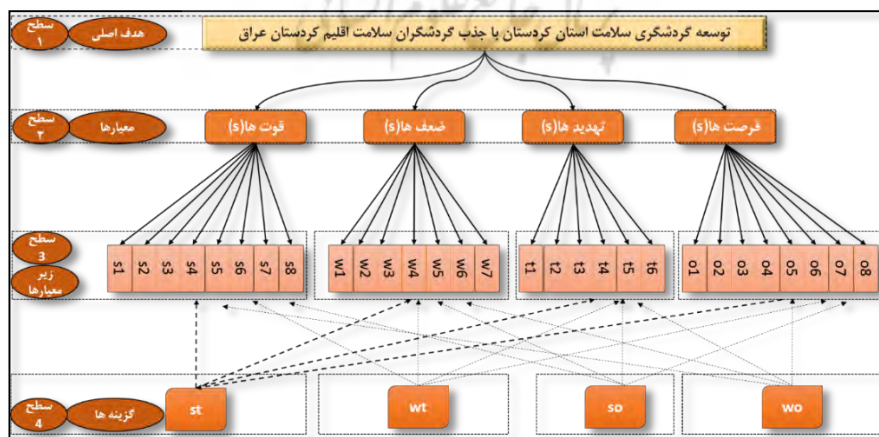 سطح ۱
هدف اصلی
توسعه گردشگری سلامت استان کردستان با جذب گردشگران سلامت اقلیم کردستان عراق
سطح ۲
معیارها
قوت ها(s)
ضعف ها(s)
تهدید ها(s)
فرصت ها(s)
سطح 3
زیر معیارها
s1 s2 s3 s4 s5 s6 s7 s8
w1 w2 w3 w4 w5 w6 w7
t1 t2 t3 t4 t5 t6
o1 o2 o3 o4 o5 o6 o7 o8
سطح 4
گزینه ها
st
wt
so
wo